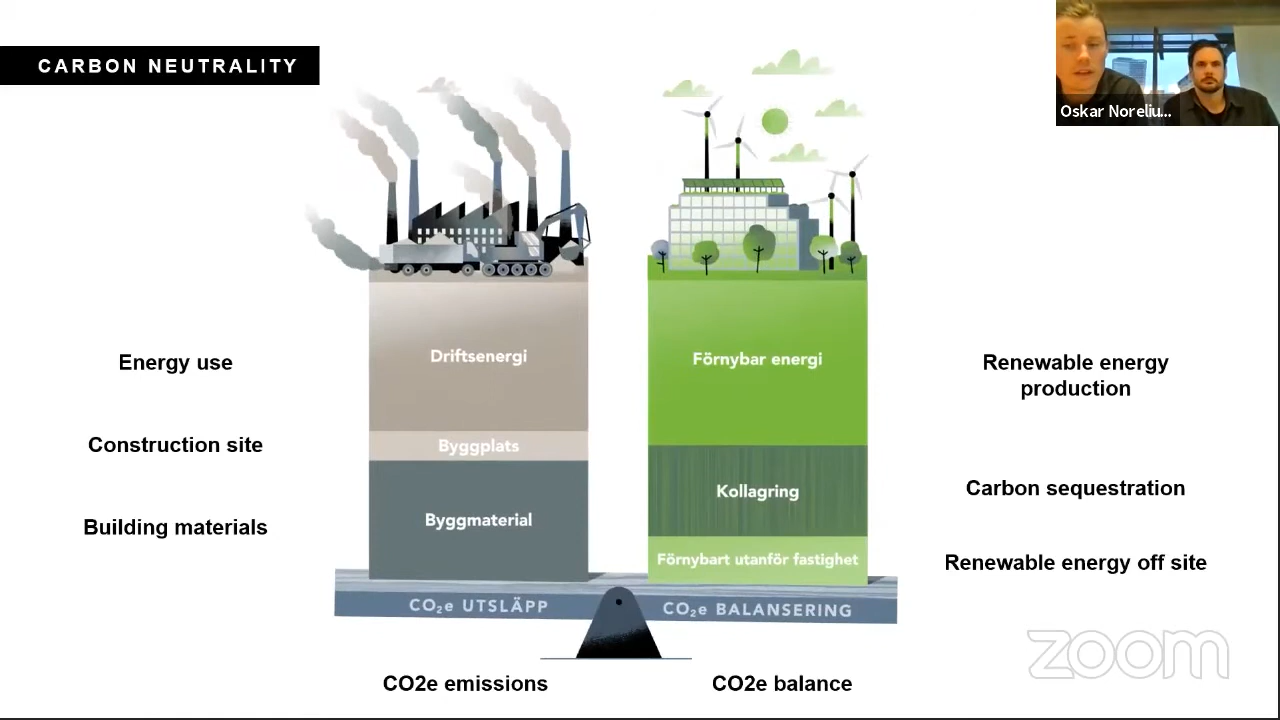 CARBON NEUTRALITY
Oskar Noreliu...
Energy use
Construction site
Building materials
Driftsenergi
Byggplats
Byggmaterial
CO₂e UTSLÄPP
Förnybar energi
Kollagring
Förnybart utanför fastighet
CO₂e BALANSERING
Renewable energy
production
Carbon sequestration
Renewable energy off site
CO2e emissions
CO2e balance
zoom